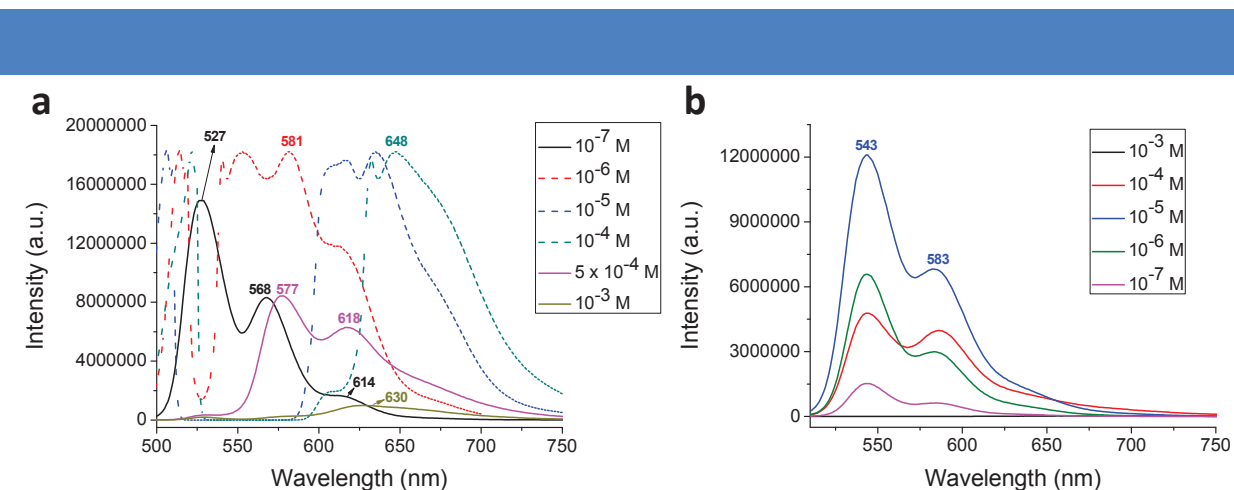 a
20000000
16000000
12000000
8000000
4000000
0
500 550 600 650 700 750
Intensity (a.u.)
Wavelength (nm)
527
568
577
581
614
618
630
648
10⁻⁷ M
10⁻⁶ M
10⁻⁵ M
10⁻⁴ M
5 x 10⁻⁴ M
10⁻³ M
b
12000000
9000000
6000000
3000000
0
550 600 650 700 750
Intensity (a.u.)
Wavelength (nm)
543
583
10⁻³ M
10⁻⁴ M
10⁻⁵ M
10⁻⁶ M
10⁻⁷ M